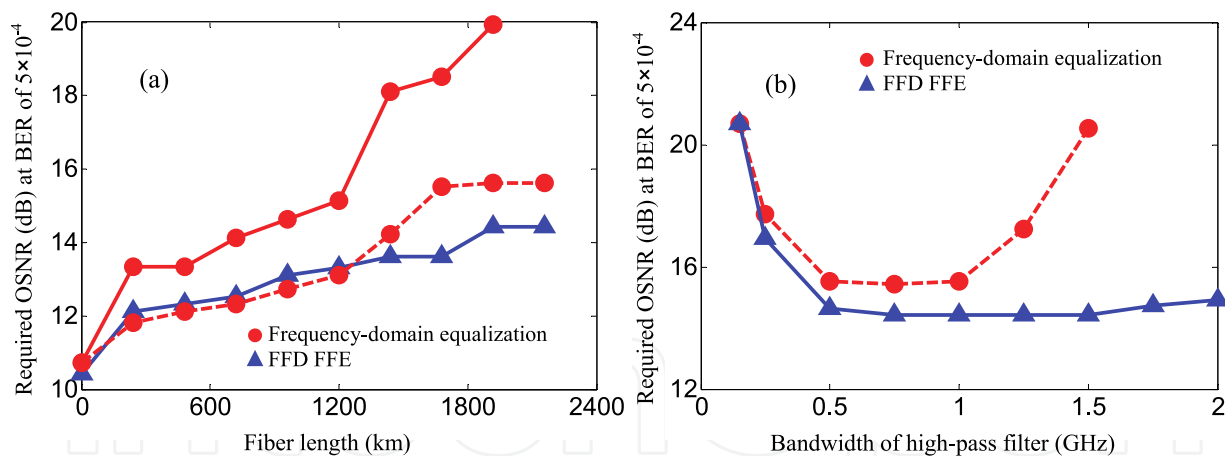 Required OSNR (dB) at BER of 5×10⁻⁴
20
18
16
14
12
10
(a)
Frequency-domain equalization
FFD FFE
0
600
1200
1800
2400
Fiber length (km)
Required OSNR (dB) at BER of 5×10⁻⁴
24
20
16
12
Frequency-domain equalization
(b)
FFD FFE
0
0.5
1
1.5
2
Bandwidth of high-pass filter (GHz)